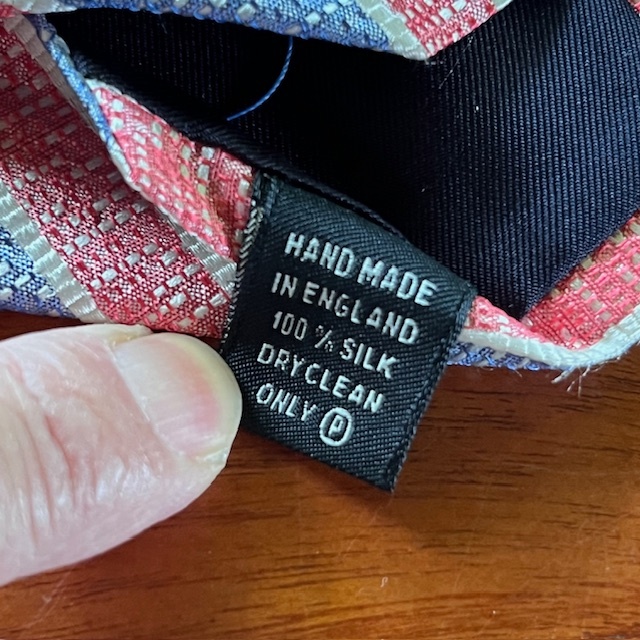 HAND MADE
IN ENGLAND
100 % SILK
DRYCLEAN
ONLY Ⓟ